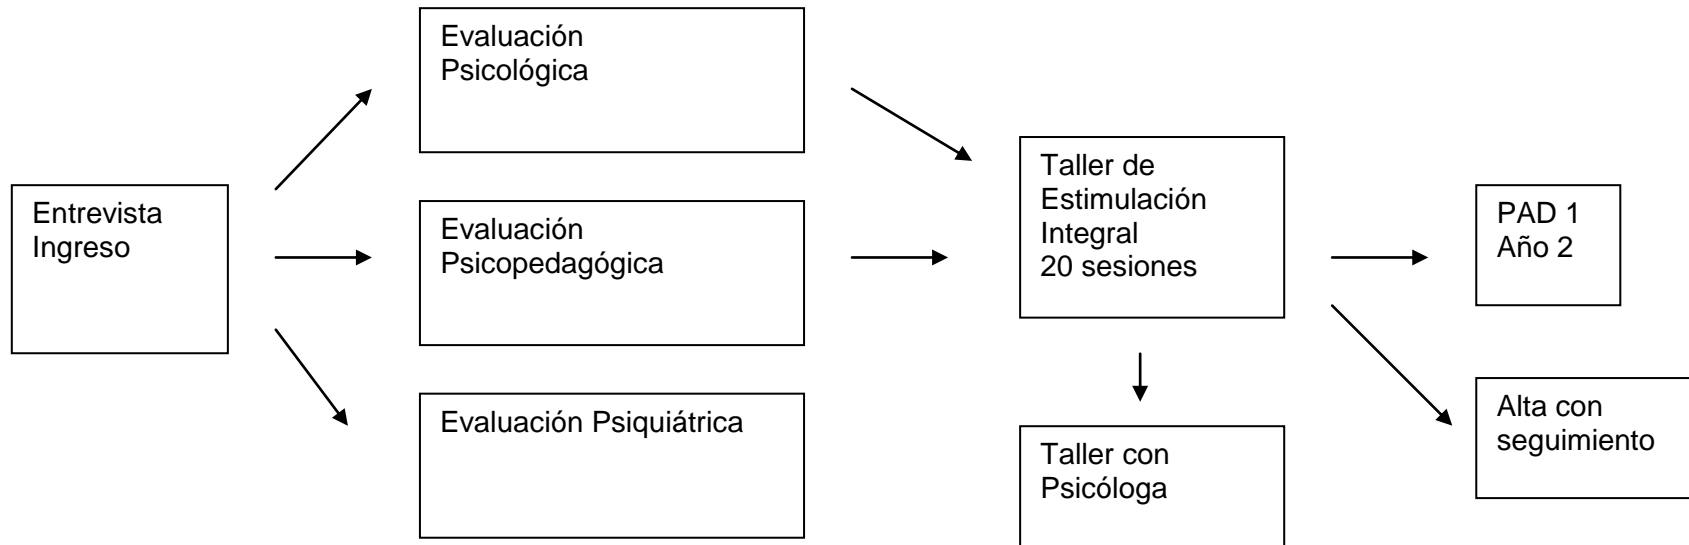 Entrevista
Ingreso
Evaluación
Psicológica
Evaluación
Psicopedagógica
Evaluación Psiquiátrica
Taller de
Estimulación
Integral
20 sesiones
Taller con
Psicóloga
PAD 1
Año 2
Alta con
seguimiento